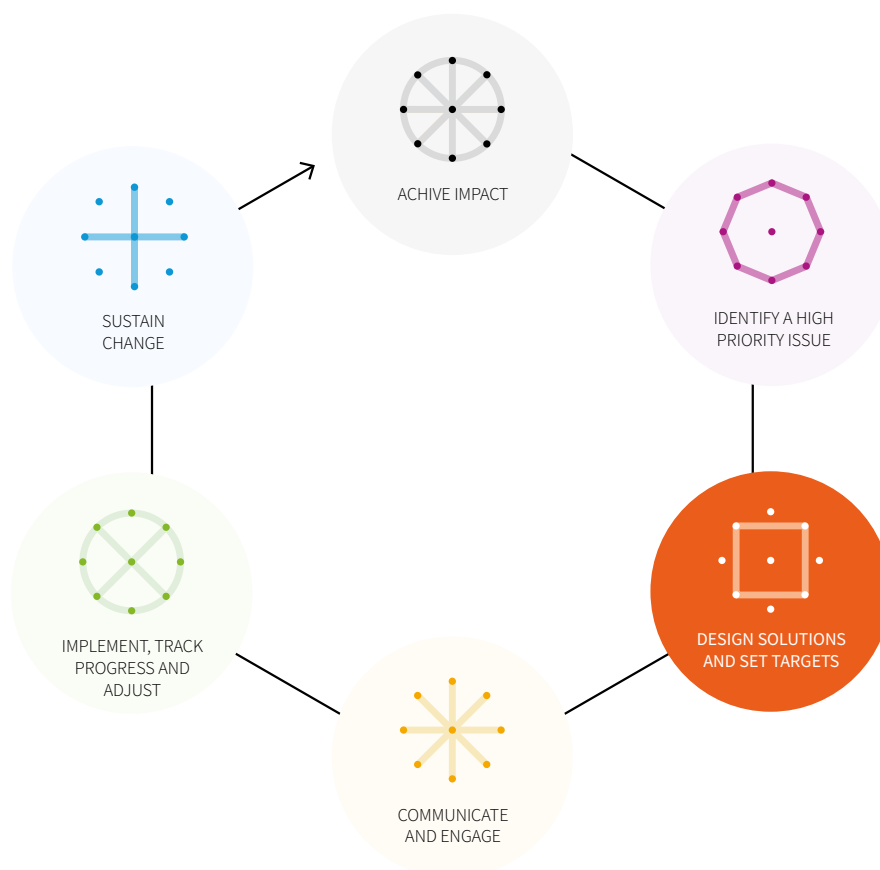 ACHIVE IMPACT
IDENTIFY A HIGH
PRIORITY ISSUE
DESIGN SOLUTIONS
AND SET TARGETS
COMMUNICATE
AND ENGAGE
IMPLEMENT, TRACK
PROGRESS AND
ADJUST
SUSTAIN
CHANGE